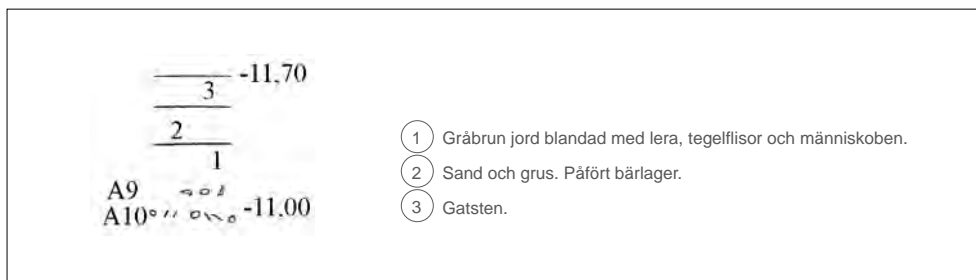 -11,70
3
2
1
A9
A10 -11,00
1 Gråbrun jord blandad med lera, tegelflisor och människoben.
2 Sand och grus. Påfört bärlager.
3 Gatsten.